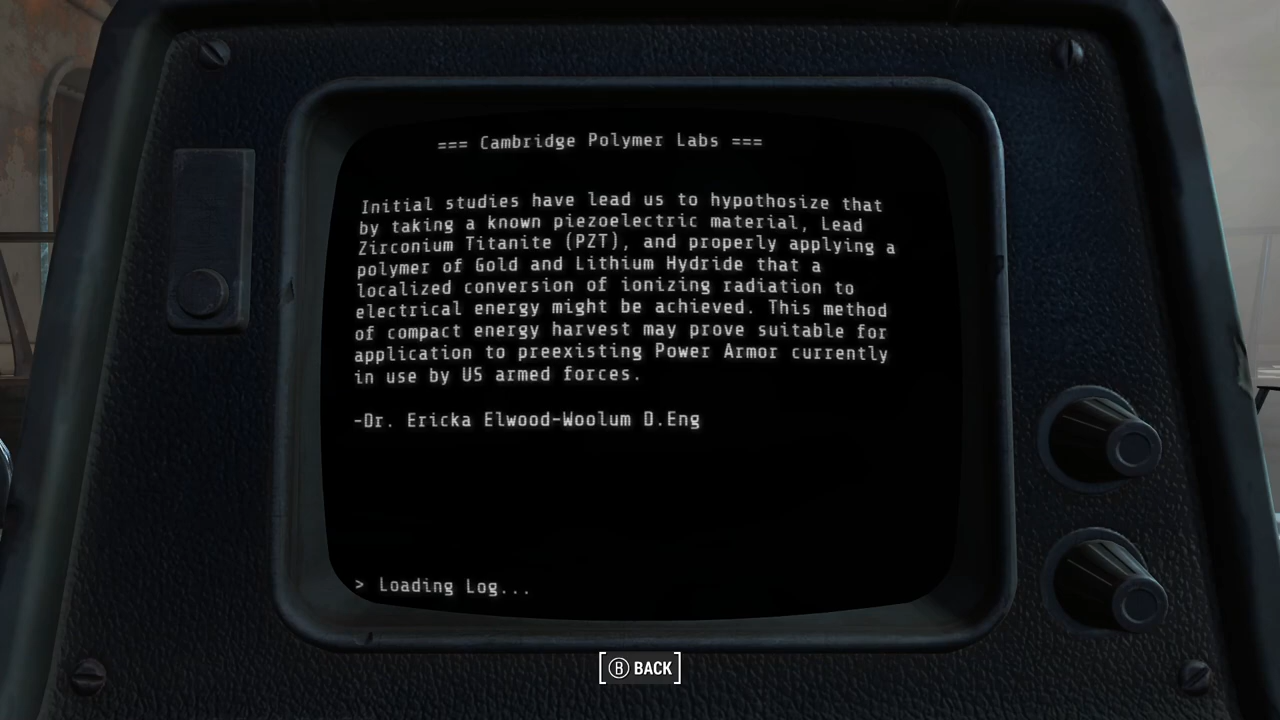 === Cambridge Polymer Labs ===
Initial studies have lead us to hypothosize that
by taking a known piezoelectric material, Lead
Zirconium Titanite (PZT), and properly applying a
polymer of Gold and Lithium Hydride that a
localized conversion of ionizing radiation to
electrical energy might be achieved. This method
of compact energy harvest may prove suitable for
application to preexisting Power Armor currently
in use by US armed forces.
-Dr. Ericka Elwood-Woolum D.Eng
> Loading Log...
B BACK